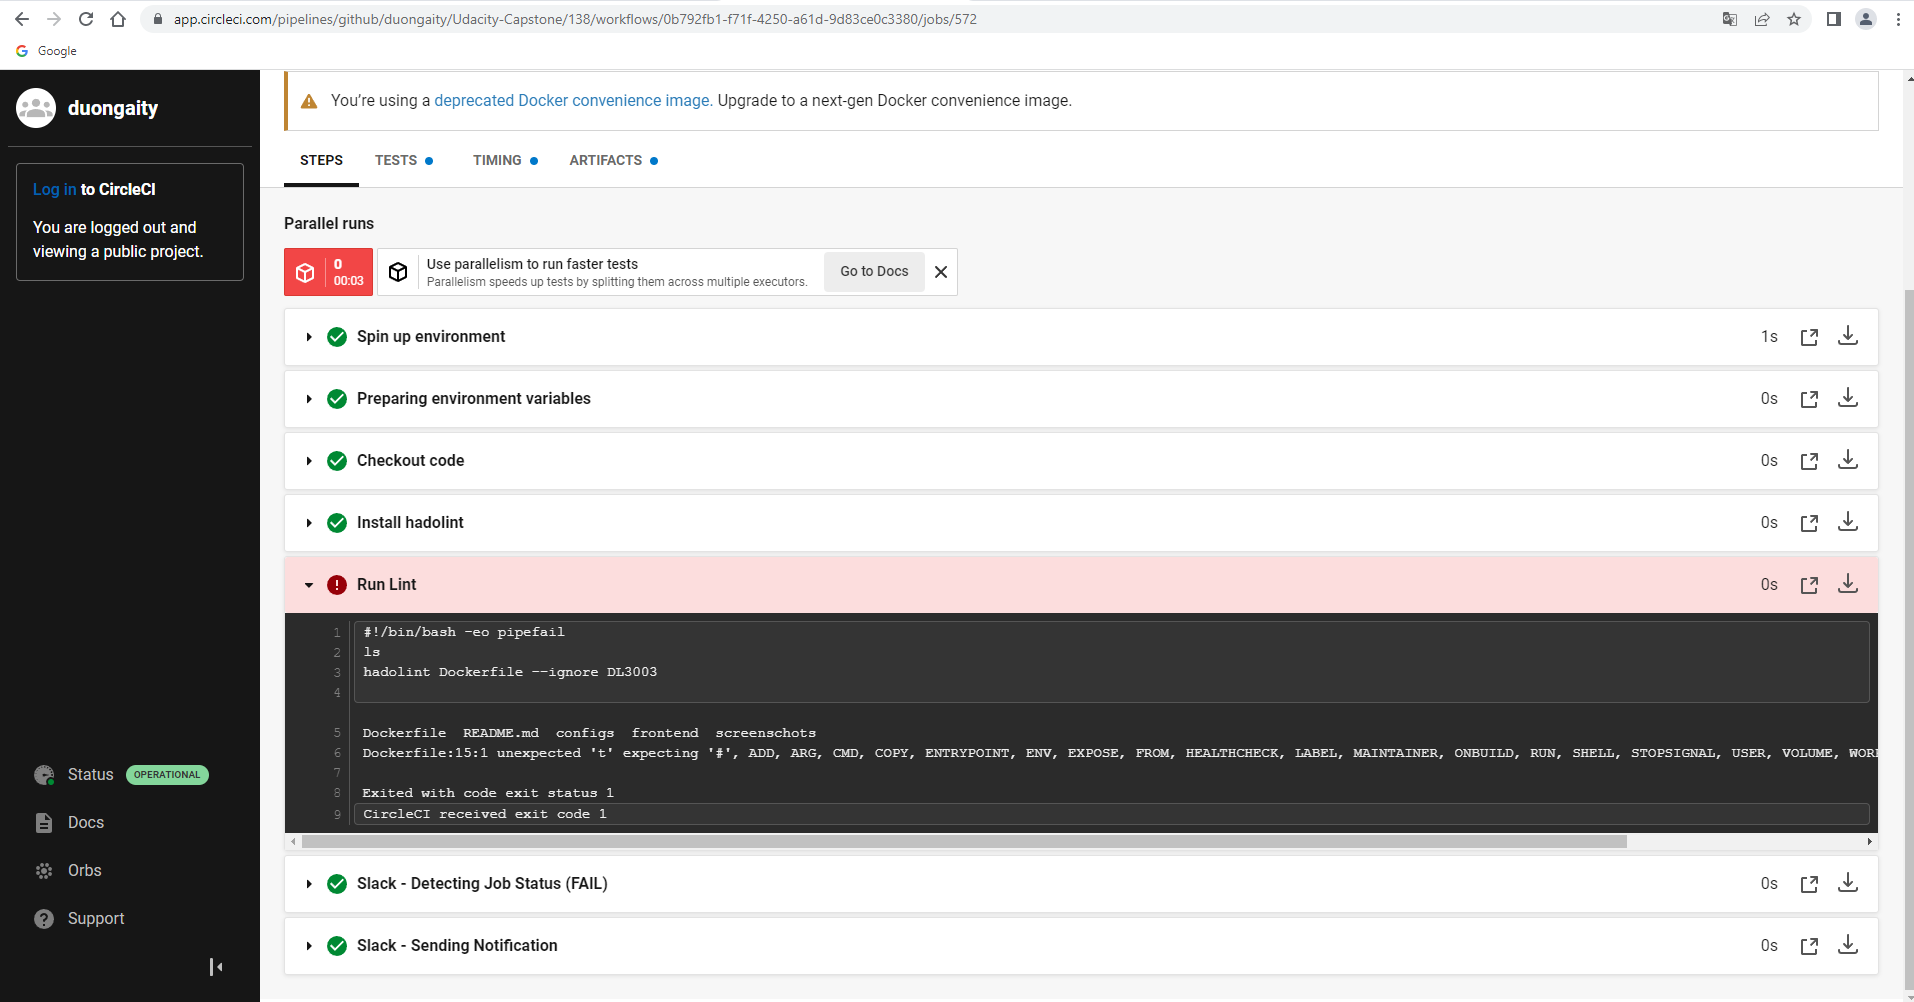 app.circleci.com/pipelines/github/duongaity/Udacity-Capstone/138/workflows/0b792fb1-f71f-4250-a61d-9d83ce0c3380/jobs/572
Google
duongaity
Log in to CircleCI
You are logged out and
viewing a public project.
Status OPERATIONAL
Docs
Orbs
Support
You're using a deprecated Docker convenience image. Upgrade to a next-gen Docker convenience image.
STEPS TESTS TIMING ARTIFACTS
Parallel runs
0
00:03
Use parallelism to run faster tests
Parallelism speeds up tests by splitting them across multiple executors.
Go to Docs
Spin up environment 1s
Preparing environment variables 0s
Checkout code 0s
Install hadolint 0s
Run Lint 0s
1 #!/bin/bash -eo pipefail
2 ls
3 hadolint Dockerfile --ignore DL3003
4
5 Dockerfile README.md configs frontend screenschots
6 Dockerfile:15:1 unexpected 't' expecting '#', ADD, ARG, CMD, COPY, ENTRYPOINT, ENV, EXPOSE, FROM, HEALTHCHECK, LABEL, MAINTAINER, ONBUILD, RUN, SHELL, STOPSIGNAL, USER, VOLUME, WOR
7
8 Exited with code exit status 1
9 CircleCI received exit code 1
Slack - Detecting Job Status (FAIL) 0s
Slack - Sending Notification 0s